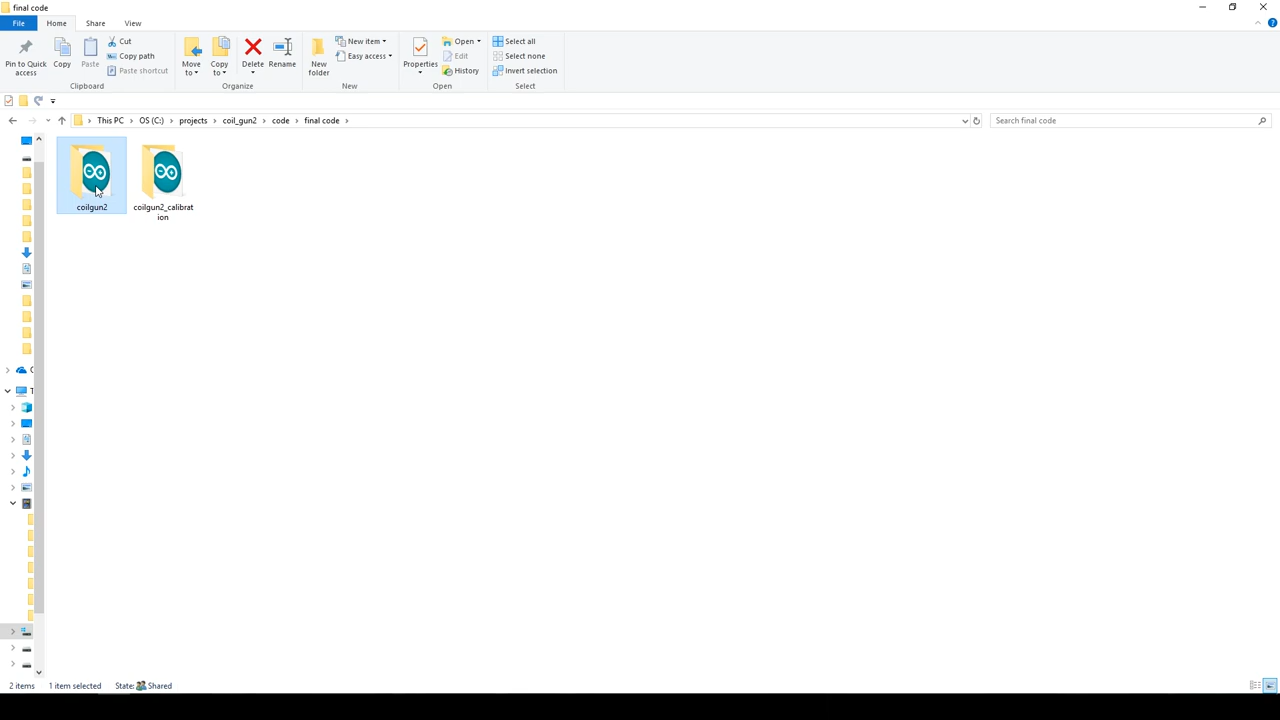 final code
File Home Share View
Pin to Quick access
Copy
Paste
Cut
Copy path
Paste shortcut
Clipboard
Move to
Copy to
Delete
Rename
Organize
New folder
New item
Easy access
New
Properties
Open
Edit
History
Open
Select all
Select none
Invert selection
Select
This PC › OS (C:) › projects › coil_gun2 › code › final code ›
Search final code
coilgun2
coilgun2_calibrat
ion
2 items 1 item selected State: Shared